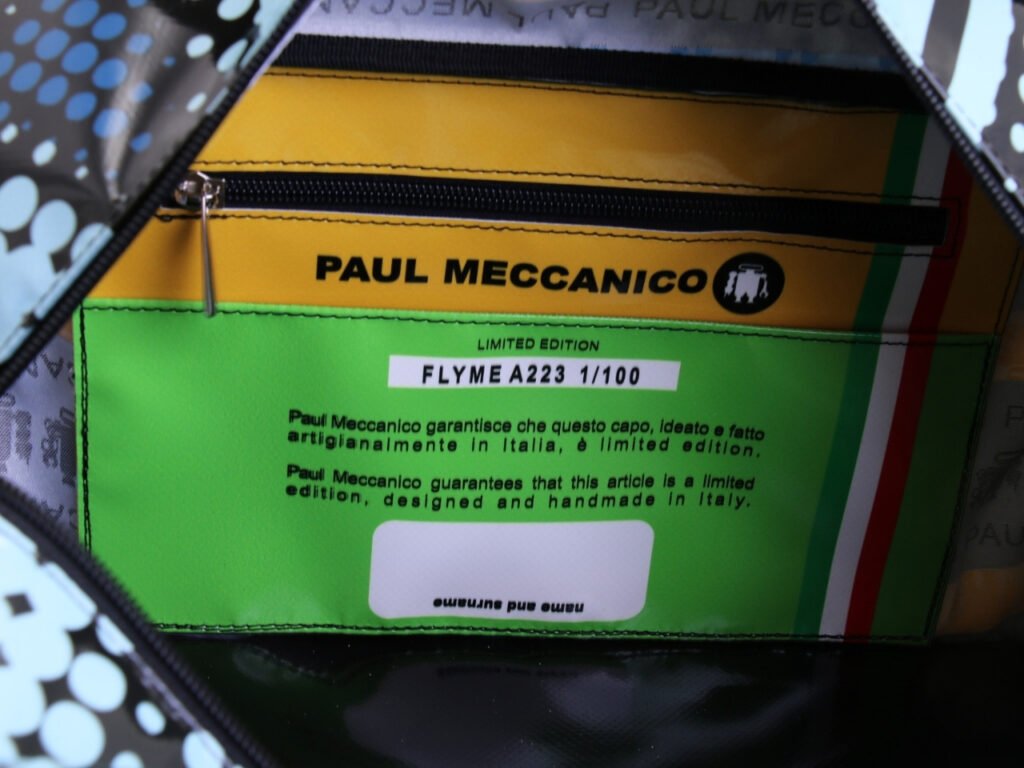 PAUL MECCANICO
LIMITED EDITION
FLYME A223 1/100
Paul Meccanico garantisce che questo capo, ideato e fatto
artigianalmente in Italia, è limited edition.
Paul Meccanico guarantees that this article is a limited
edition, designed and handmade in Italy.
name and surname